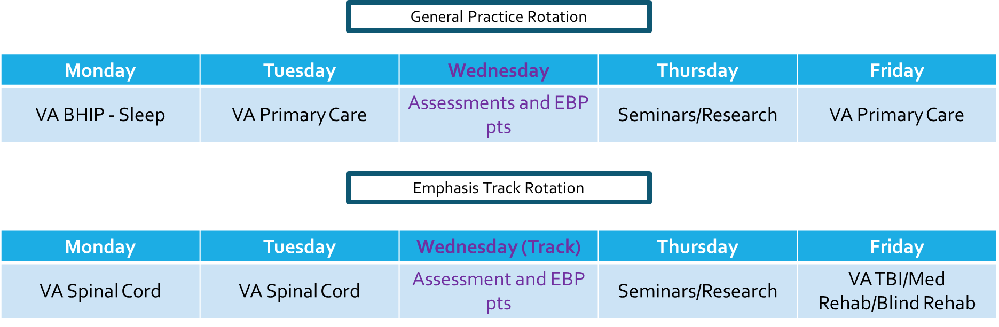 General Practice Rotation
Monday Tuesday Wednesday Thursday Friday
VA BHIP - Sleep VA Primary Care Assessments and EBP pts Seminars/Research VA Primary Care
Emphasis Track Rotation
Monday Tuesday Wednesday (Track) Thursday Friday
VA Spinal Cord VA Spinal Cord Assessment and EBP pts Seminars/Research VA TBI/Med Rehab/Blind Rehab